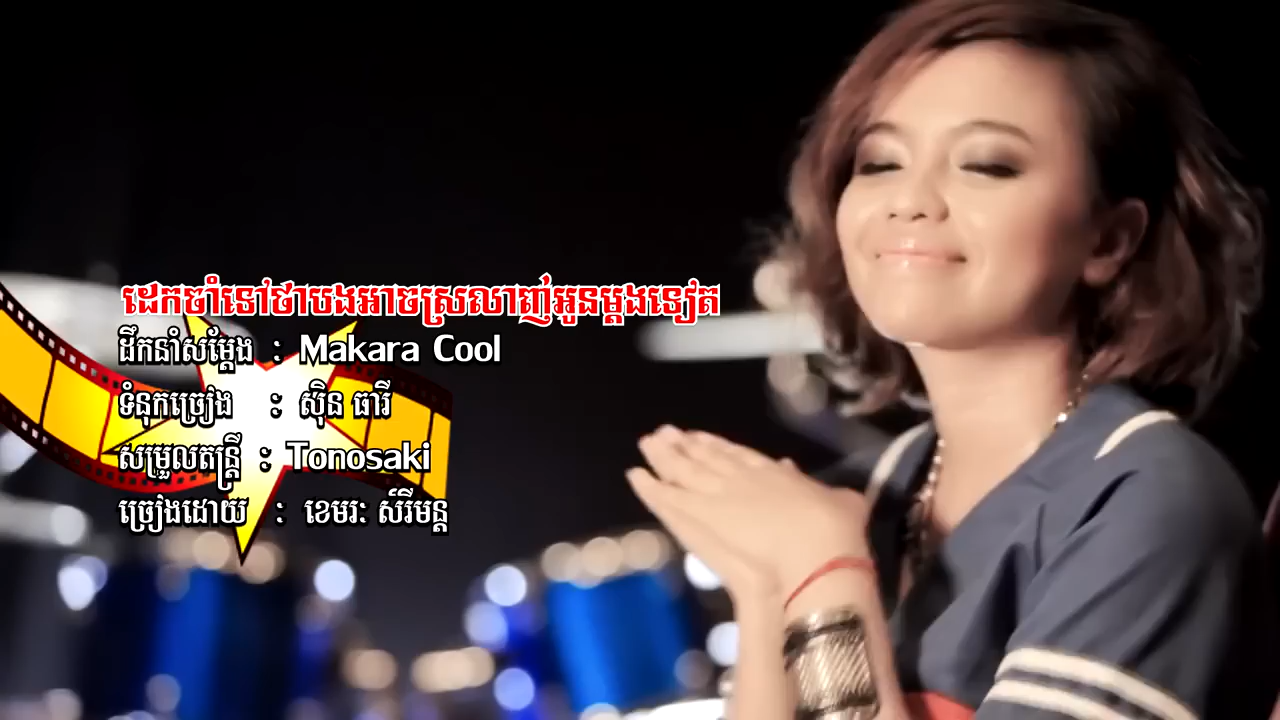 ដេកចាំទៅថាបងអាចស្រលាញ់អូនម្ដងទៀត
ដឹកនាំសម្ដែង : Makara Cool
ទំនុកច្រៀង : ស៊ិន ធារី
សម្រួលតន្ត្រី : Tonosaki
ច្រៀងដោយ : ខេមរៈ សិរីមន្ត